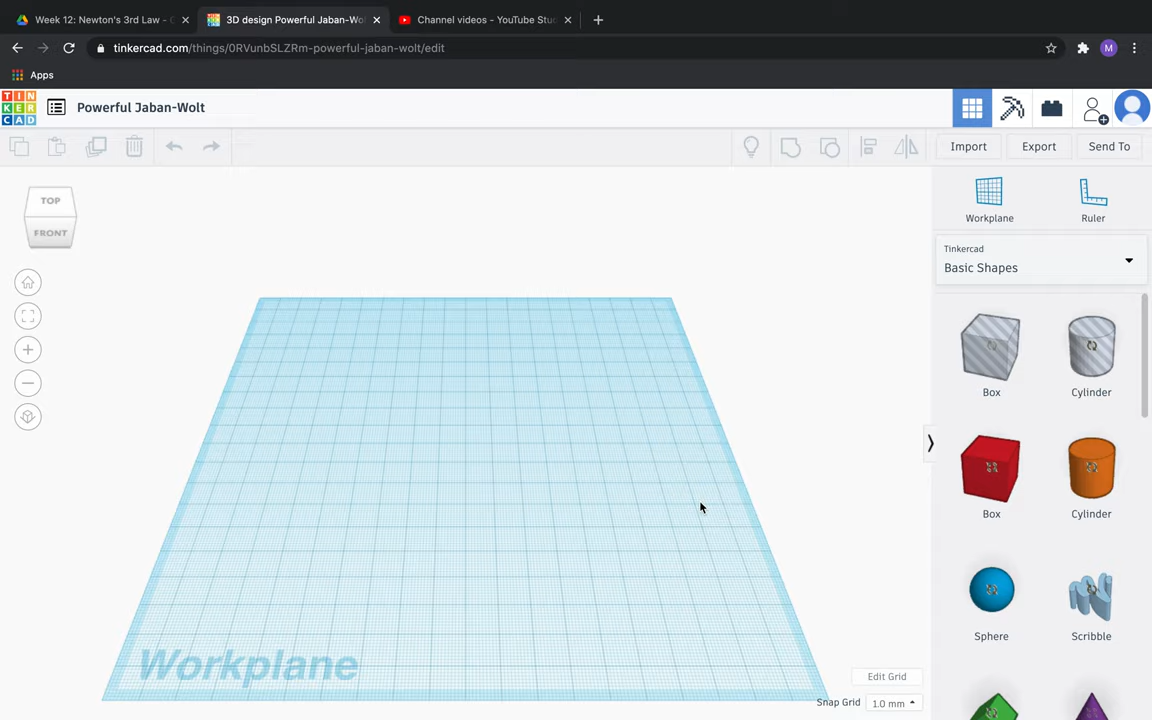 Week 12: Newton's 3rd Law -
3D design Powerful Jaban-Wo
Channel videos - YouTube Stu
tinkercad.com/things/0RVunbSLZRm-powerful-jaban-wolt/edit
M
Apps
TIN
KER
CAD
Powerful Jaban-Wolt
Import
Export
Send To
TOP
FRONT
Workplane
Ruler
Tinkercad
Basic Shapes
Box
Cylinder
Box
Cylinder
Sphere
Scribble
Workplane
Edit Grid
Snap Grid
1.0 mm